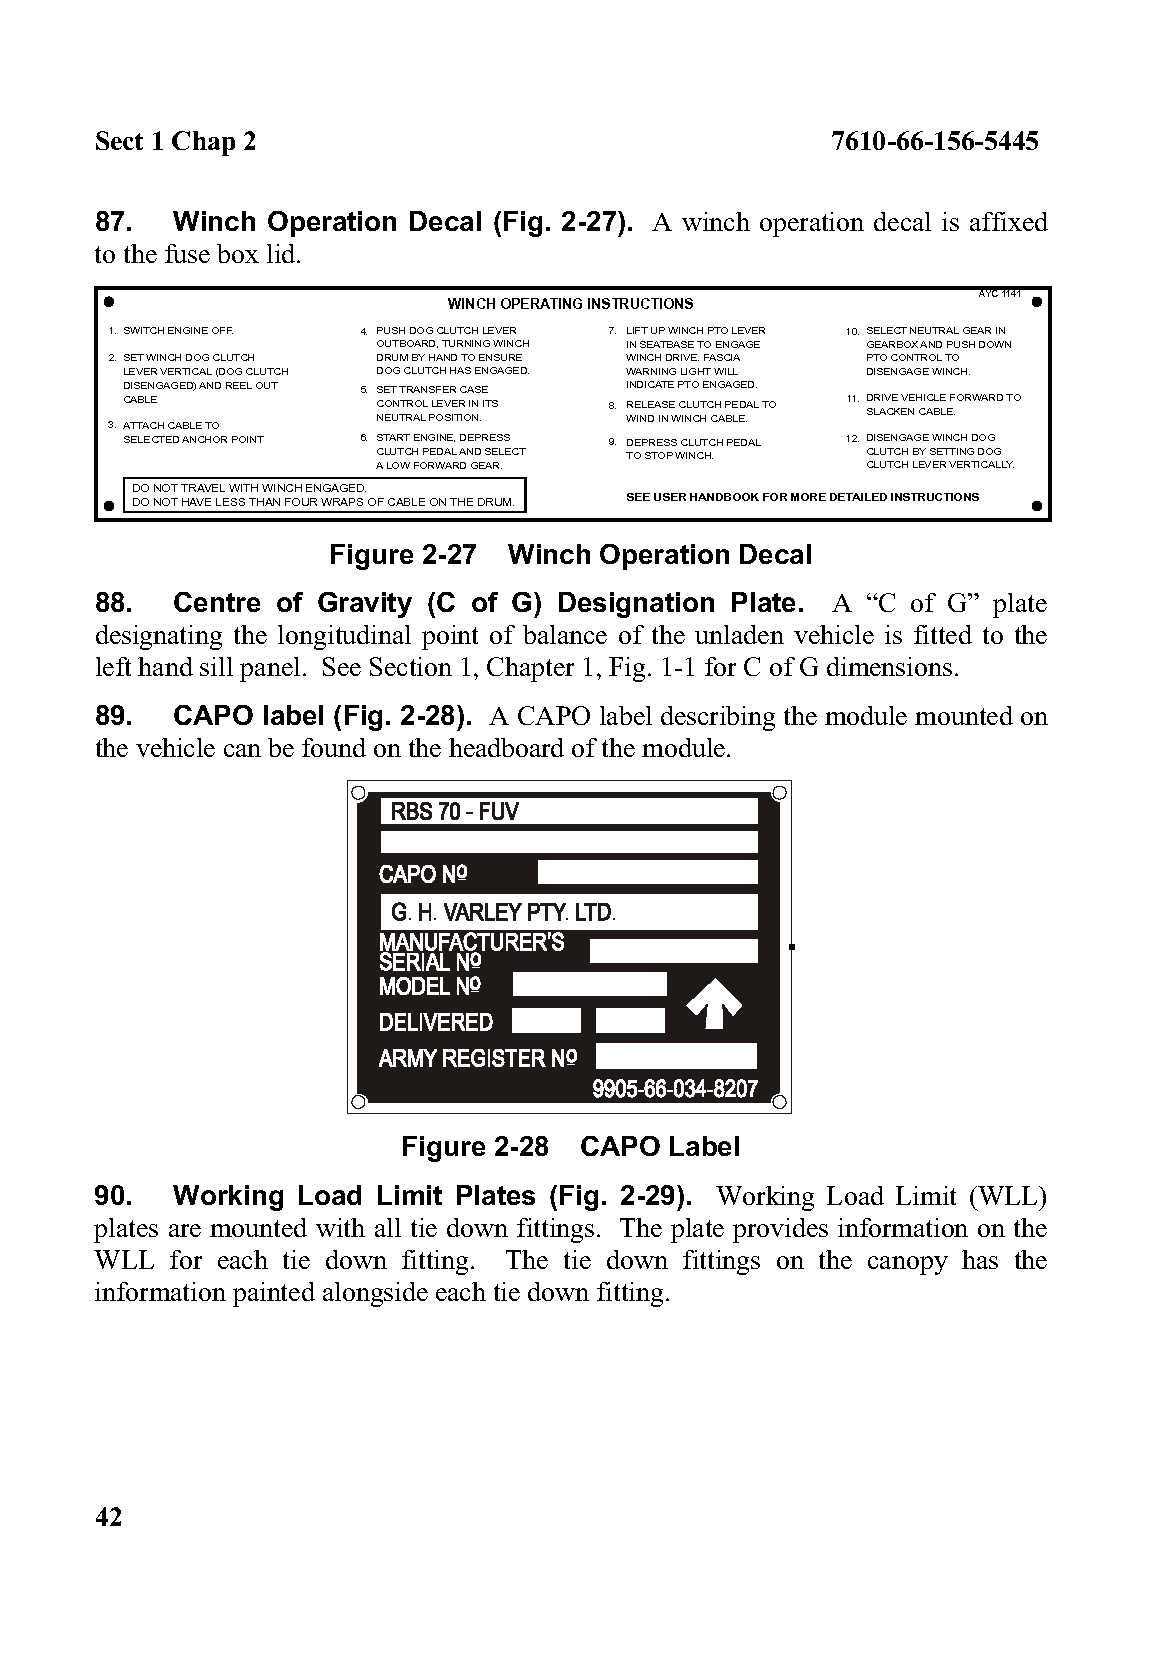 Sect 1 Chap 2 7610-66-156-5445
87. Winch Operation Decal (Fig. 2-27). A winch operation decal is affixed
to the fuse box lid.
AYC 1141
WINCH OPERATING INSTRUCTIONS
1. SWITCH ENGINE OFF.
2. SET WINCH DOG CLUTCH
LEVER VERTICAL (DOG CLUTCH
DISENGAGED) AND REEL OUT
CABLE
3. ATTACH CABLE TO
SELECTED ANCHOR POINT
4. PUSH DOG CLUTCH LEVER
OUTBOARD, TURNING WINCH
DRUM BY HAND TO ENSURE
DOG CLUTCH HAS ENGAGED.
5. SET TRANSFER CASE
CONTROL LEVER IN ITS
NEUTRAL POSITION.
6. START ENGINE, DEPRESS
CLUTCH PEDAL AND SELECT
A LOW FORWARD GEAR.
7. LIFT UP WINCH PTO LEVER
IN SEATBASE TO ENGAGE
WINCH DRIVE. FASCIA
WARNING LIGHT WILL
INDICATE PTO ENGAGED.
8. RELEASE CLUTCH PEDAL TO
WIND IN WINCH CABLE.
9. DEPRESS CLUTCH PEDAL
TO STOP WINCH.
10. SELECT NEUTRAL GEAR IN
GEARBOX AND PUSH DOWN
PTO CONTROL TO
DISENGAGE WINCH.
11. DRIVE VEHICLE FORWARD TO
SLACKEN CABLE.
12. DISENGAGE WINCH DOG
CLUTCH BY SETTING DOG
CLUTCH LEVER VERTICALLY.
DO NOT TRAVEL WITH WINCH ENGAGED.
DO NOT HAVE LESS THAN FOUR WRAPS OF CABLE ON THE DRUM.
SEE USER HANDBOOK FOR MORE DETAILED INSTRUCTIONS
Figure 2-27 Winch Operation Decal
88. Centre of Gravity (C of G) Designation Plate. A “C of G” plate
designating the longitudinal point of balance of the unladen vehicle is fitted to the
left hand sill panel. See Section 1, Chapter 1, Fig. 1-1 for C of G dimensions.
89. CAPO label (Fig. 2-28). A CAPO label describing the module mounted on
the vehicle can be found on the headboard of the module.
RBS 70 - FUV
CAPO Nº
G. H. VARLEY PTY. LTD.
MANUFACTURER'S
SERIAL Nº
MODEL Nº
DELIVERED
ARMY REGISTER Nº
9905-66-034-8207
Figure 2-28 CAPO Label
90. Working Load Limit Plates (Fig. 2-29). Working Load Limit (WLL)
plates are mounted with all tie down fittings. The plate provides information on the
WLL for each tie down fitting. The tie down fittings on the canopy has the
information painted alongside each tie down fitting.
42